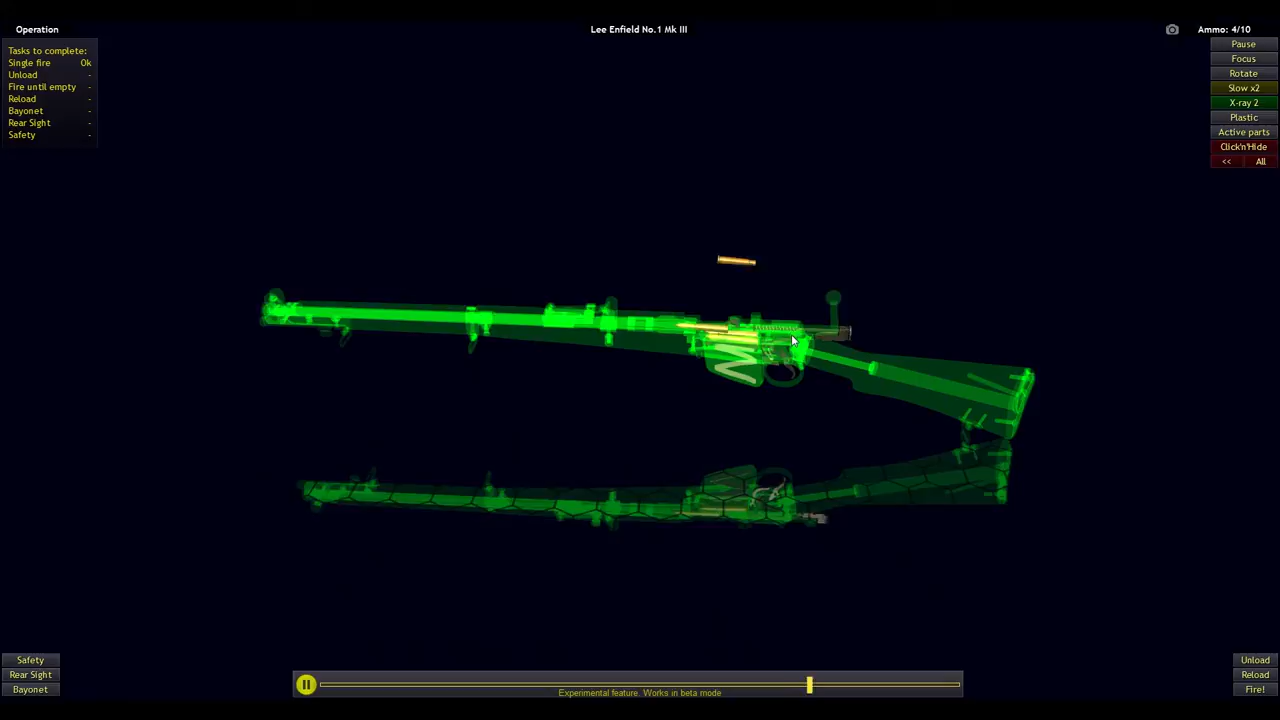 Operation
Lee Enfield No.1 Mk III
Ammo: 4/10
Tasks to complete:
Single fire Ok
Unload -
Fire until empty -
Reload -
Bayonet -
Rear Sight -
Safety -
Pause
Focus
Rotate
Slow x2
X-ray 2
Plastic
Active parts
Click'n'Hide
<< All
Safety
Rear Sight
Bayonet
Experimental feature. Works in beta mode
Unload
Reload
Fire!